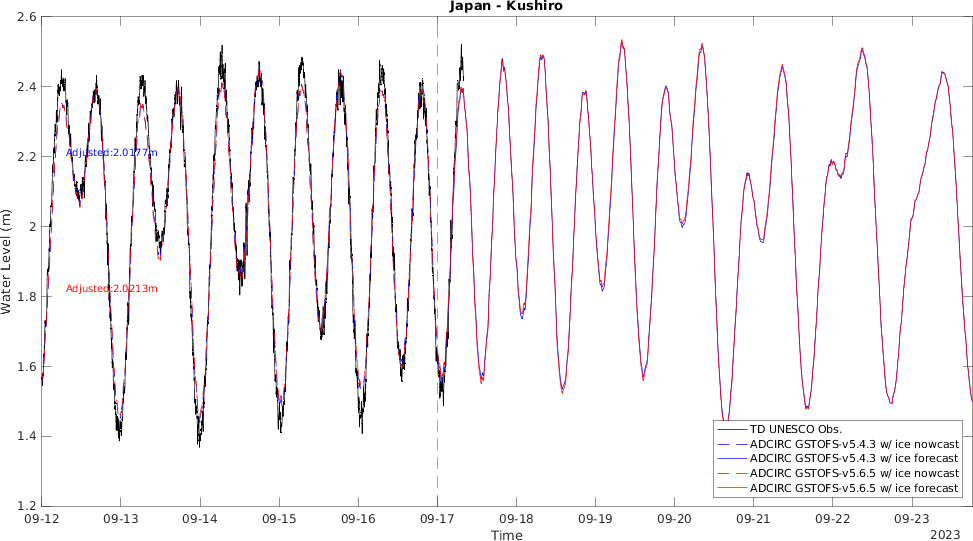 Japan - Kushiro
2.6
2.4
2.2
2
1.8
1.6
1.4
1.2
Water Level (m)
Adjusted:2.0177m
Adjusted:2.0213m
TD UNESCO Obs.
ADCIRC GSTOFS-v5.4.3 w/ ice nowcast
ADCIRC GSTOFS-v5.4.3 w/ ice forecast
ADCIRC GSTOFS-v5.6.5 w/ ice nowcast
ADCIRC GSTOFS-v5.6.5 w/ ice forecast
09-12 09-13 09-14 09-15 09-16 09-17 09-18 09-19 09-20 09-21 09-22 09-23
Time
2023